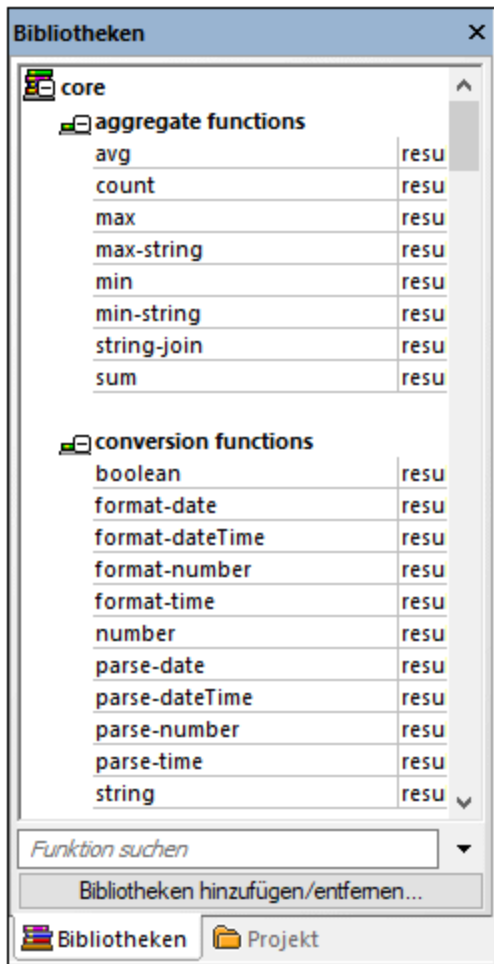 Bibliotheken
core
aggregate functions
avg resu
count resu
max resu
max-string resu
min resu
min-string resu
string-join resu
sum resu
conversion functions
boolean resu
format-date resu
format-dateTime resu
format-number resu
format-time resu
number resu
parse-date resu
parse-dateTime resu
parse-number resu
parse-time resu
string resu
Funktion suchen
Bibliotheken hinzufügen/entfernen...
Bibliotheken Projekt